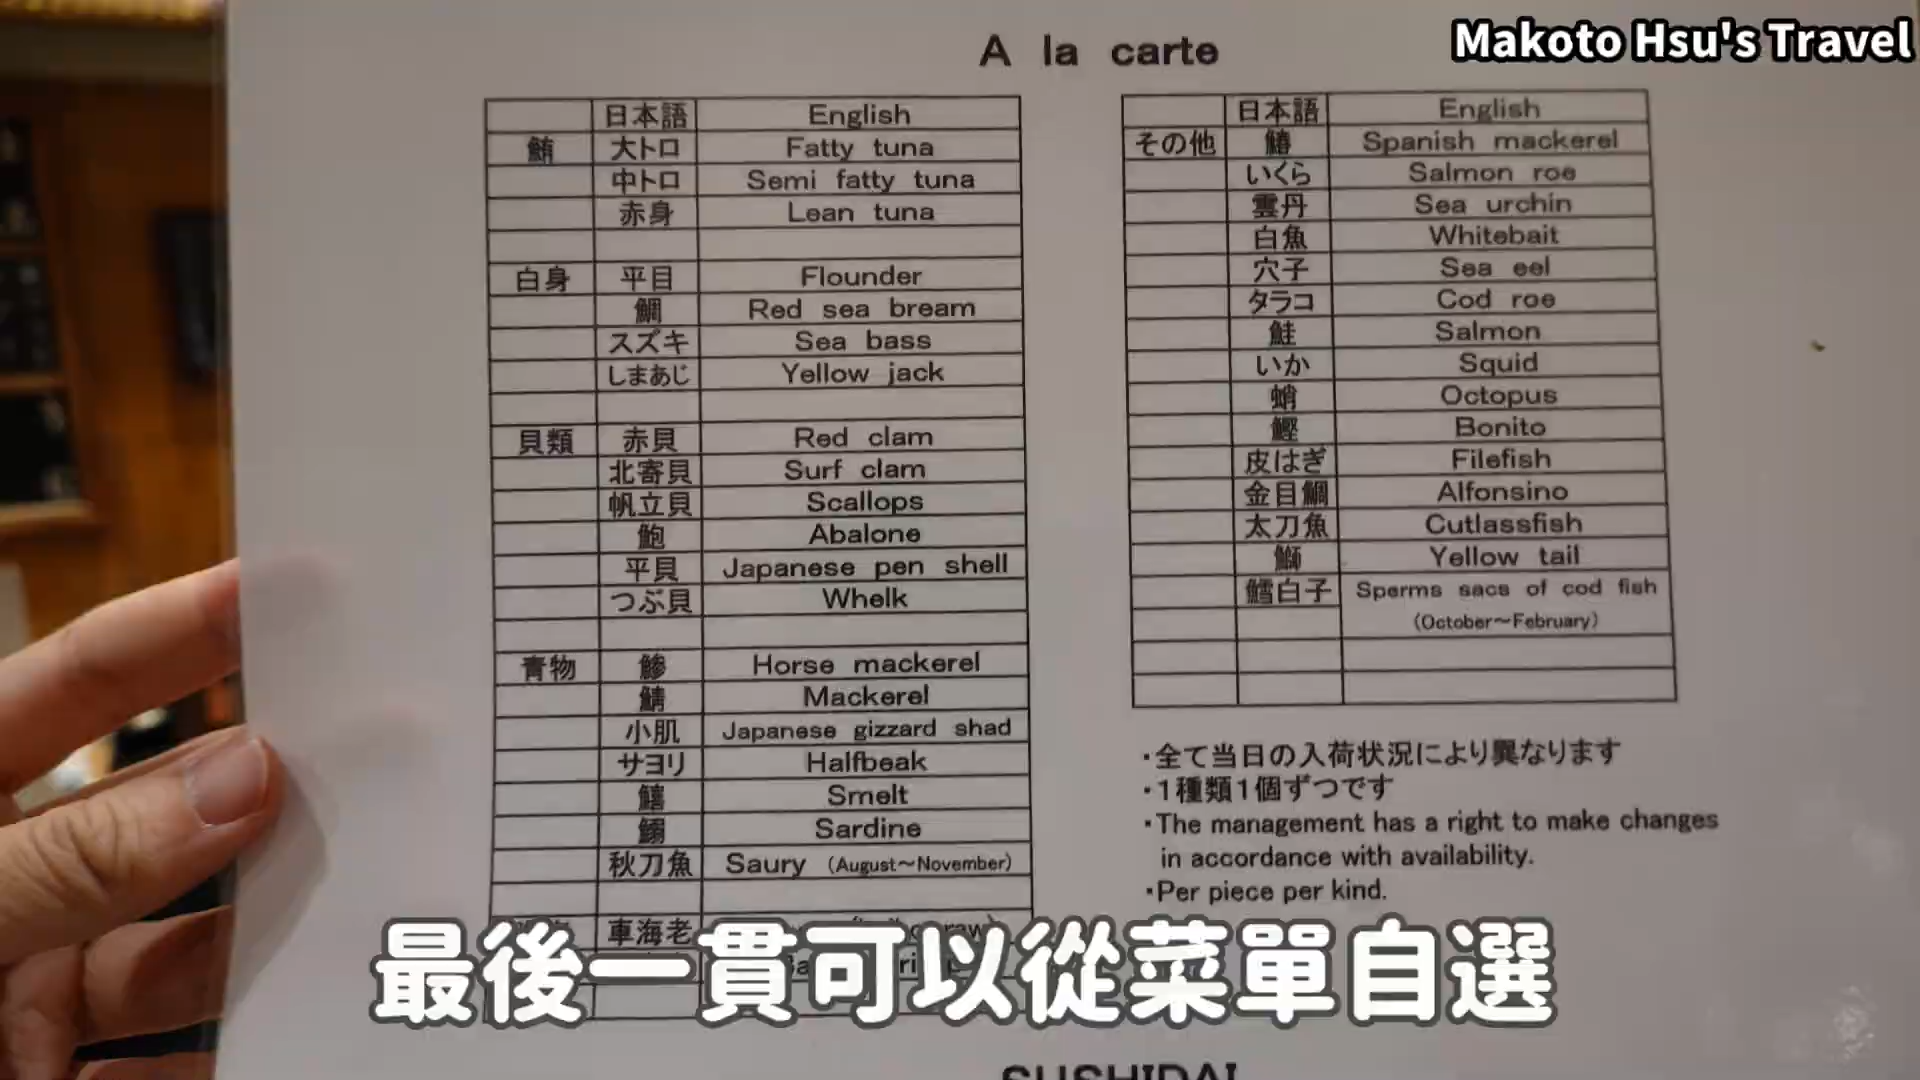 Makoto Hsu's Travel
A la carte
日本語 English
鮪 大トロ Fatty tuna
中トロ Semi fatty tuna
赤身 Lean tuna
白身 平目 Flounder
鯛 Red sea bream
スズキ Sea bass
しまあじ Yellow jack
貝類 赤貝 Red clam
北寄貝 Surf clam
帆立貝 Scallops
鮑 Abalone
平貝 Japanese pen shell
つぶ貝 Whelk
青物 鯵 Horse mackerel
鯖 Mackerel
小肌 Japanese gizzard shad
サヨリ Halfbeak
鱚 Smelt
鰯 Sardine
秋刀魚 Saury (August～November)
車海老
日本語 English
その他 鰆 Spanish mackerel
いくら Salmon roe
雲丹 Sea urchin
白魚 Whitebait
穴子 Sea eel
タラコ Cod roe
鮭 Salmon
いか Squid
蛸 Octopus
鰹 Bonito
皮はぎ Filefish
金目鯛 Alfonsino
太刀魚 Cutlassfish
鰤 Yellow tail
鱈白子 Sperms sacs of cod fish
(October～February)
・全て当日の入荷状況により異なります
・1種類1個ずつです
・The management has a right to make changes
in accordance with availability.
・Per piece per kind.
最後一貫可以從菜單自選
SUSHIDAI